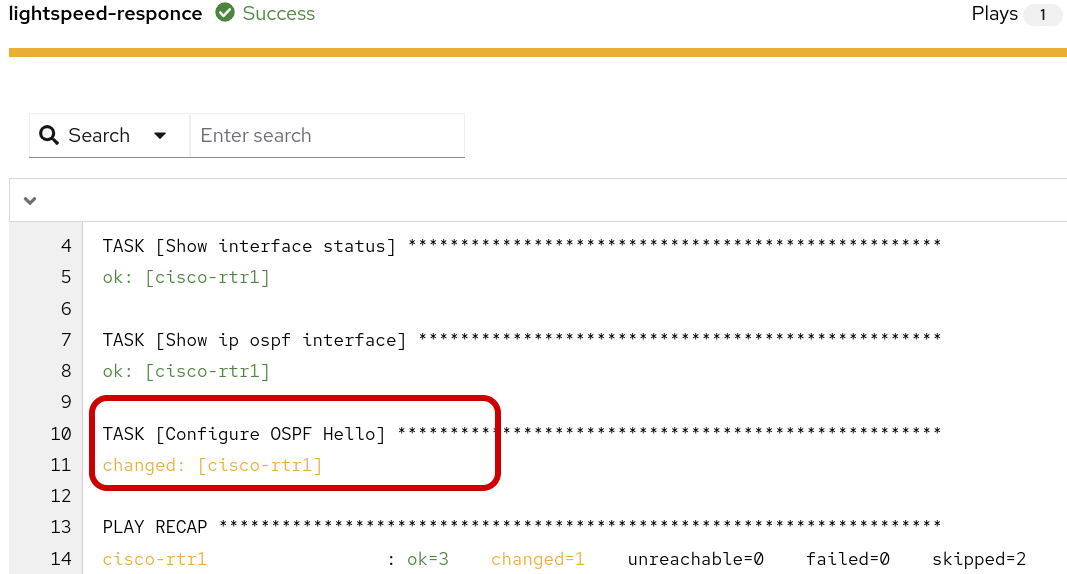 lightspeed-responce Success Plays 1
Search Enter search
4 TASK [Show interface status] ***************************************************
5 ok: [cisco-rtr1]
6
7 TASK [Show ip ospf interface] **************************************************
8 ok: [cisco-rtr1]
9
10 TASK [Configure OSPF Hello] ****************************************************
11 changed: [cisco-rtr1]
12
13 PLAY RECAP *********************************************************************
14 cisco-rtr1 : ok=3 changed=1 unreachable=0 failed=0 skipped=2